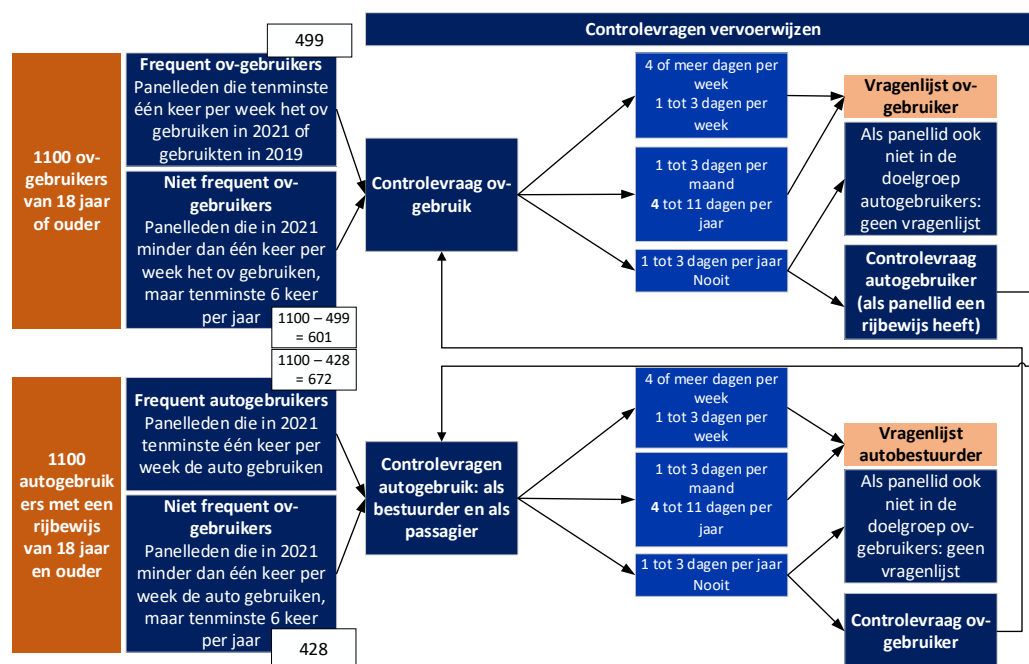 Controlevragen vervoerwijzen
499
1100 ov-
gebruikers
van 18 jaar
of ouder
Frequent ov-gebruikers
Panelleden die tenminste
één keer per week het ov
gebruiken in 2021 of
gebruikten in 2019
Niet frequent ov-
gebruikers
Panelleden die in 2021
minder dan één keer per
week het ov gebruiken,
maar tenminste 6 keer
per jaar
1100 – 499
= 601
Controlevraag ov-
gebruik
4 of meer dagen per
week
1 tot 3 dagen per
week
1 tot 3 dagen per
maand
4 tot 11 dagen per
jaar
1 tot 3 dagen per jaar
Nooit
Vragenlijst ov-
gebruiker
Als panellid ook
niet in de
doelgroep
autogebruikers:
geen vragenlijst
Controlevraag
autogebruiker
(als panellid een
rijbewijs heeft)
1100 – 428
= 672
1100
autogebruik
ers met een
rijbewijs
van 18 jaar
en ouder
Frequent autogebruikers
Panelleden die in 2021
tenminste één keer per
week de auto gebruiken
Niet frequent ov-
gebruikers
Panelleden die in 2021
minder dan één keer per
week de auto gebruiken,
maar tenminste 6 keer
per jaar
428
Controlevragen
autogebruik: als
bestuurder en als
passagier
4 of meer dagen per
week
1 tot 3 dagen per
week
1 tot 3 dagen per
maand
4 tot 11 dagen per
jaar
1 tot 3 dagen per jaar
Nooit
Vragenlijst
autobestuurder
Als panellid ook
niet in de
doelgroep ov-
gebruikers: geen
vragenlijst
Controlevraag ov-
gebruiker